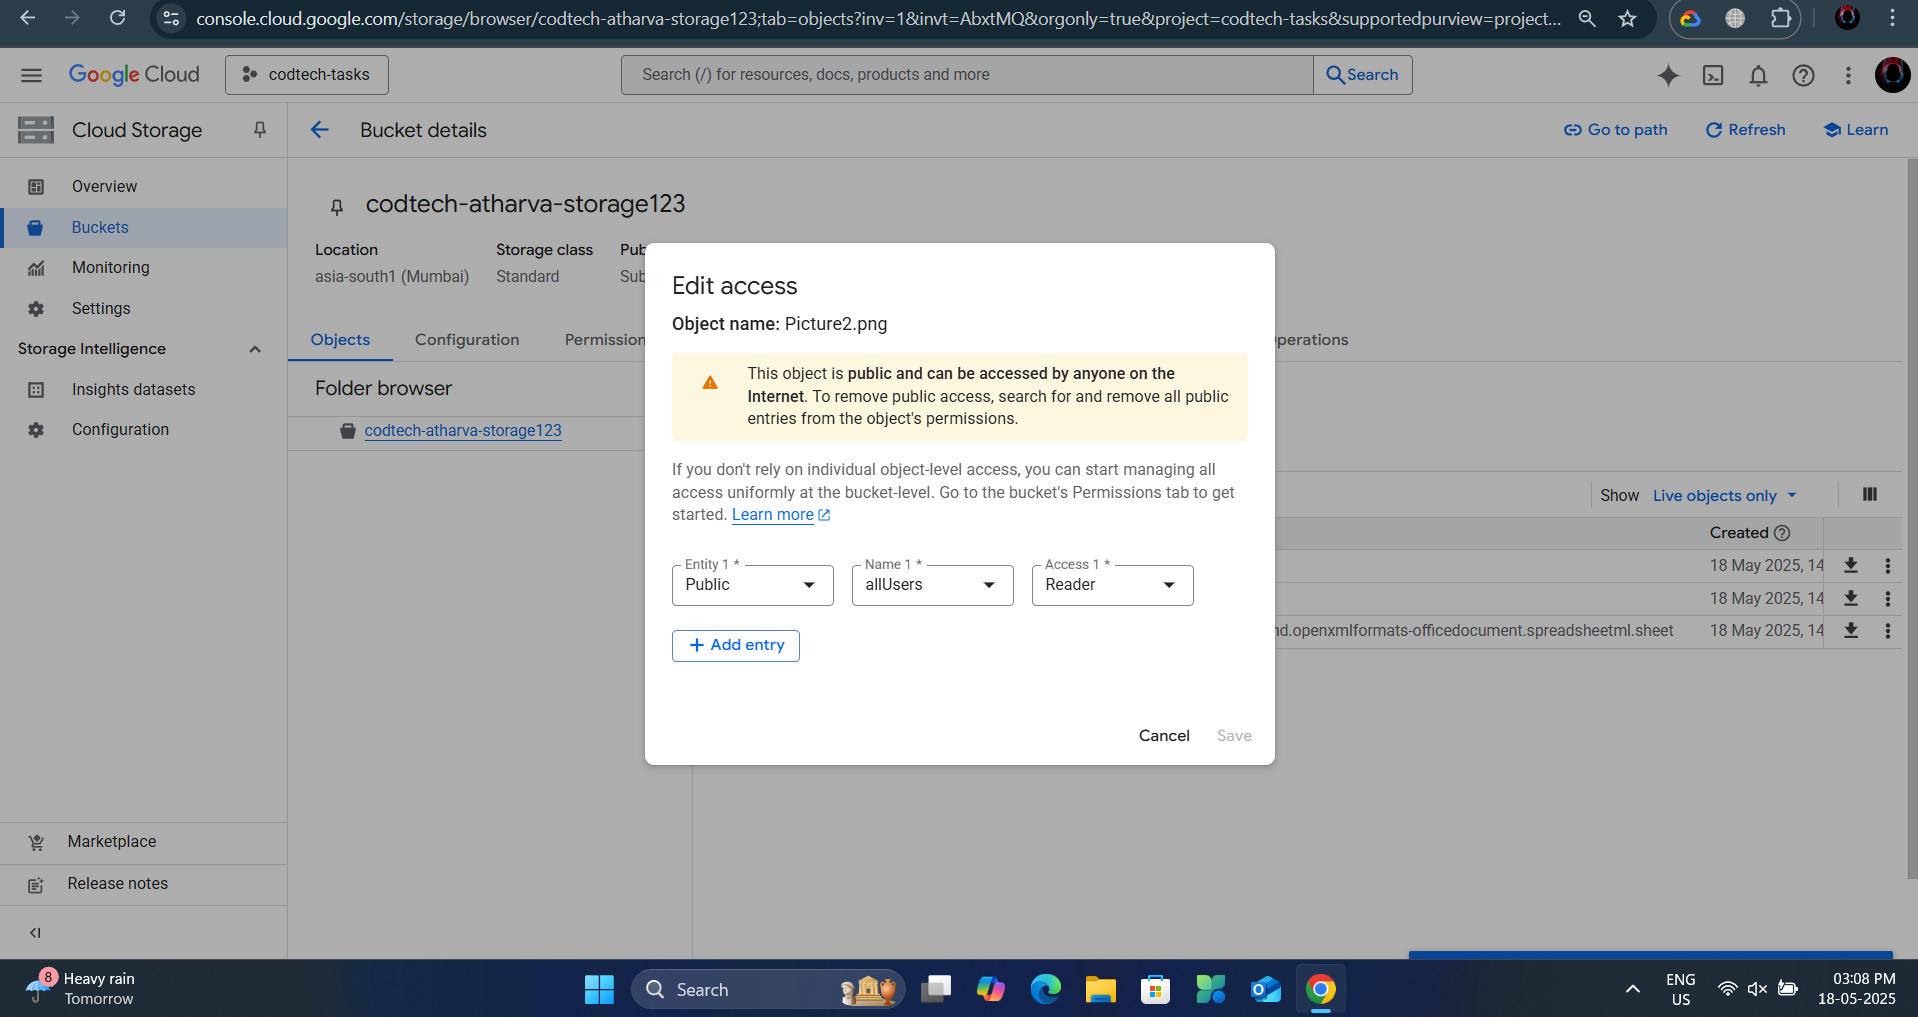 console.cloud.google.com/storage/browser/codtech-atharva-storage123;tab=objects?inv=1&invt=AbxtMQ&orgonly=true&project=codtech-tasks&supportedpurview=project...
Google Cloud
codtech-tasks
Search (/) for resources, docs, products and more
Search
Cloud Storage
Bucket details
Go to path
Refresh
Learn
Overview
Buckets
Monitoring
Settings
Storage Intelligence
Insights datasets
Configuration
Marketplace
Release notes
codtech-atharva-storage123
Location
Storage class
Pub
asia-south1 (Mumbai)
Standard
Sub
Objects
Configuration
Permission
perations
Folder browser
codtech-atharva-storage123
Show
Live objects only
Created
18 May 2025, 14
18 May 2025, 14
nd.openxmlformats-officedocument.spreadsheetml.sheet
18 May 2025, 14
Edit access
Object name: Picture2.png
This object is public and can be accessed by anyone on the
Internet. To remove public access, search for and remove all public
entries from the object's permissions.
If you don't rely on individual object-level access, you can start managing all
access uniformly at the bucket-level. Go to the bucket's Permissions tab to get
started. Learn more
Entity 1 *
Public
Name 1 *
allUsers
Access 1 *
Reader
Add entry
Cancel
Save
8
Heavy rain
Tomorrow
Search
ENG
US
03:08 PM
18-05-2025